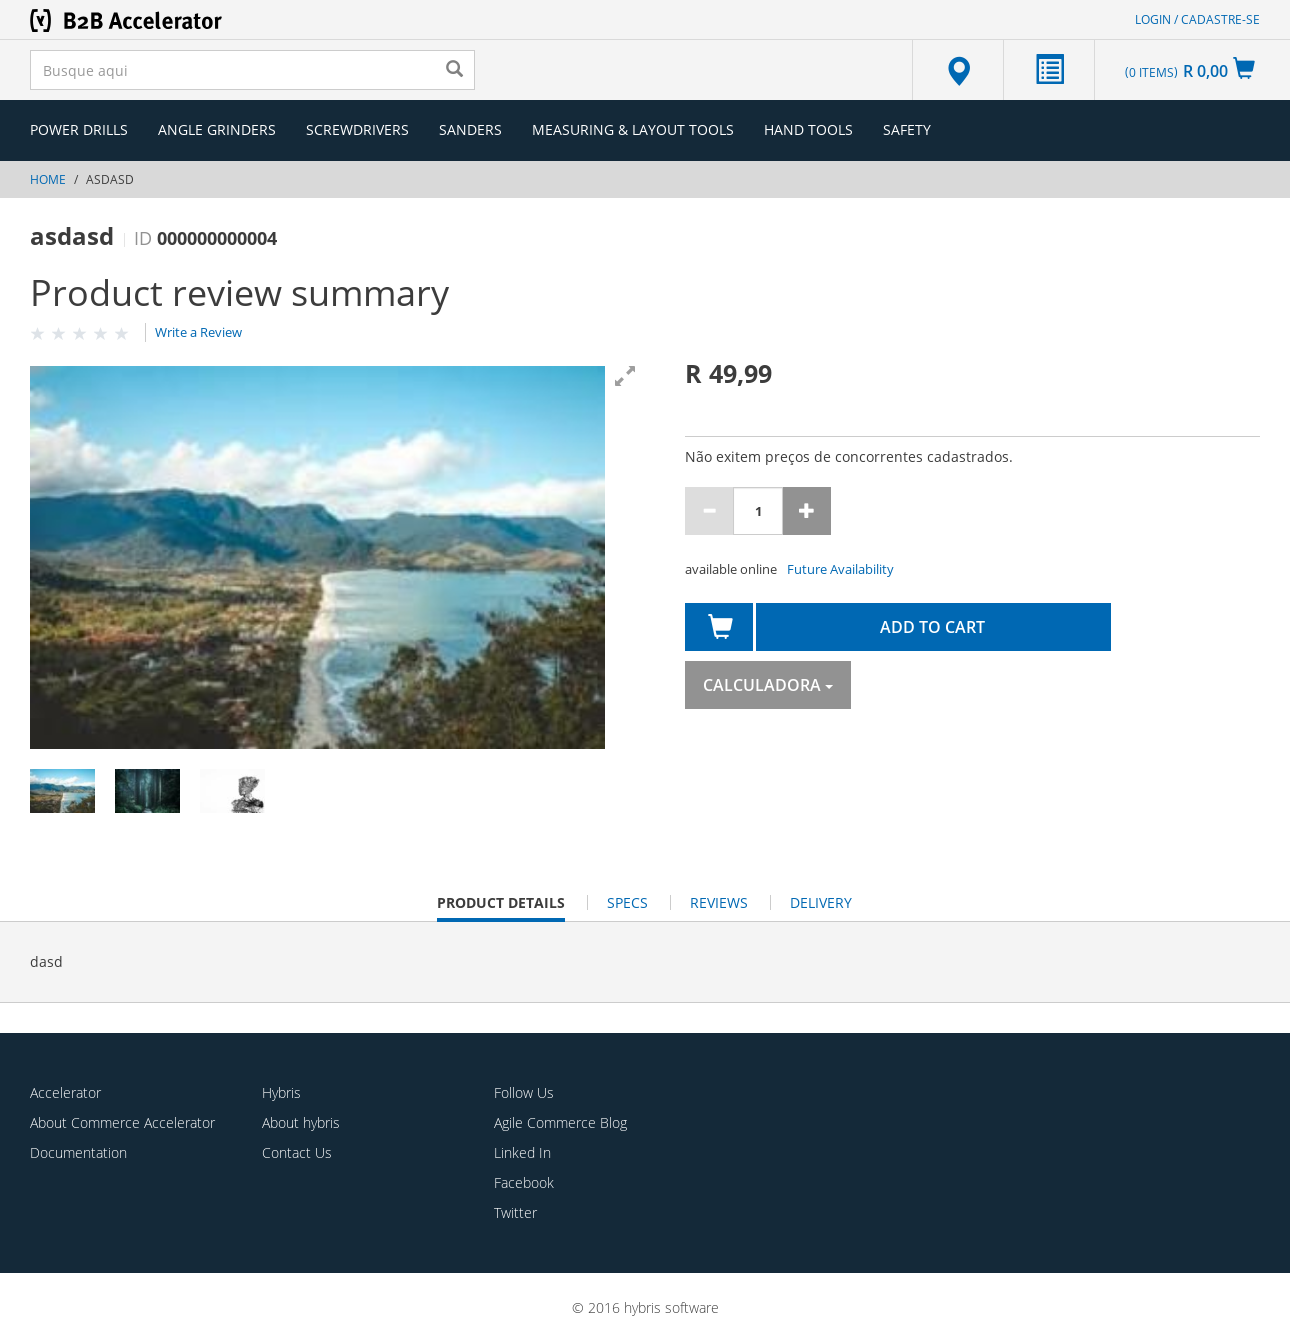 B2B Accelerator
LOGIN / CADASTRE-SE
Busque aqui
(0 ITEMS) R 0,00
POWER DRILLS ANGLE GRINDERS SCREWDRIVERS SANDERS MEASURING & LAYOUT TOOLS HAND TOOLS SAFETY
HOME / ASDASD
asdasd ID 000000000004
Product review summary
Write a Review
R 49,99
Não exitem preços de concorrentes cadastrados.
1
available online Future Availability
ADD TO CART
CALCULADORA
PRODUCT DETAILS SPECS REVIEWS DELIVERY
dasd
Accelerator
About Commerce Accelerator
Documentation
Hybris
About hybris
Contact Us
Follow Us
Agile Commerce Blog
Linked In
Facebook
Twitter
© 2016 hybris software